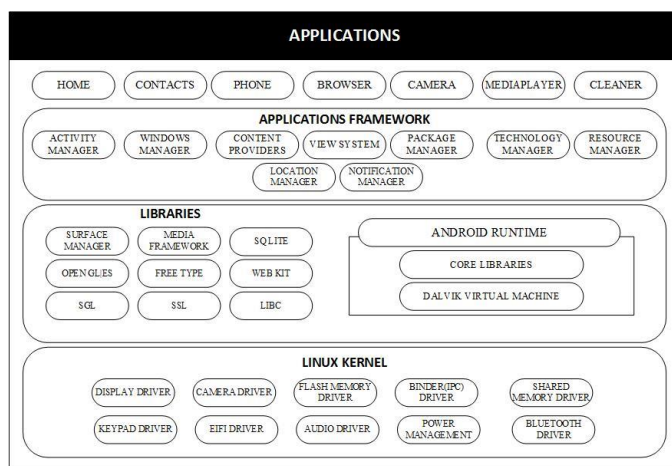 APPLICATIONS
HOME CONTACTS PHONE BROWSER CAMERA MEDIAPLAYER CLEANER
APPLICATIONS FRAMEWORK
ACTIVITY MANAGER
WINDOWS MANAGER
CONTENT PROVIDERS
VIEW SYSTEM
PACKAGE MANAGER
TECHNOLOGY MANAGER
RESOURCE MANAGER
LOCATION MANAGER
NOTIFICATION MANAGER
LIBRARIES
SURFACE MANAGER
MEDIA FRAMEWORK
SQLITE
OPEN GL|ES
FREE TYPE
WEB KIT
SGL
SSL
LIBC
ANDROID RUNTIME
CORE LIBRARIES
DALVIK VIRTUAL MACHINE
LINUX KERNEL
DISPLAY DRIVER
CAMERA DRIVER
FLASH MEMORY DRIVER
BINDER(IPC) DRIVER
SHARED MEMORY DRIVER
KEYPAD DRIVER
EIFI DRIVER
AUDIO DRIVER
POWER MANAGEMENT
BLUETOOTH DRIVER